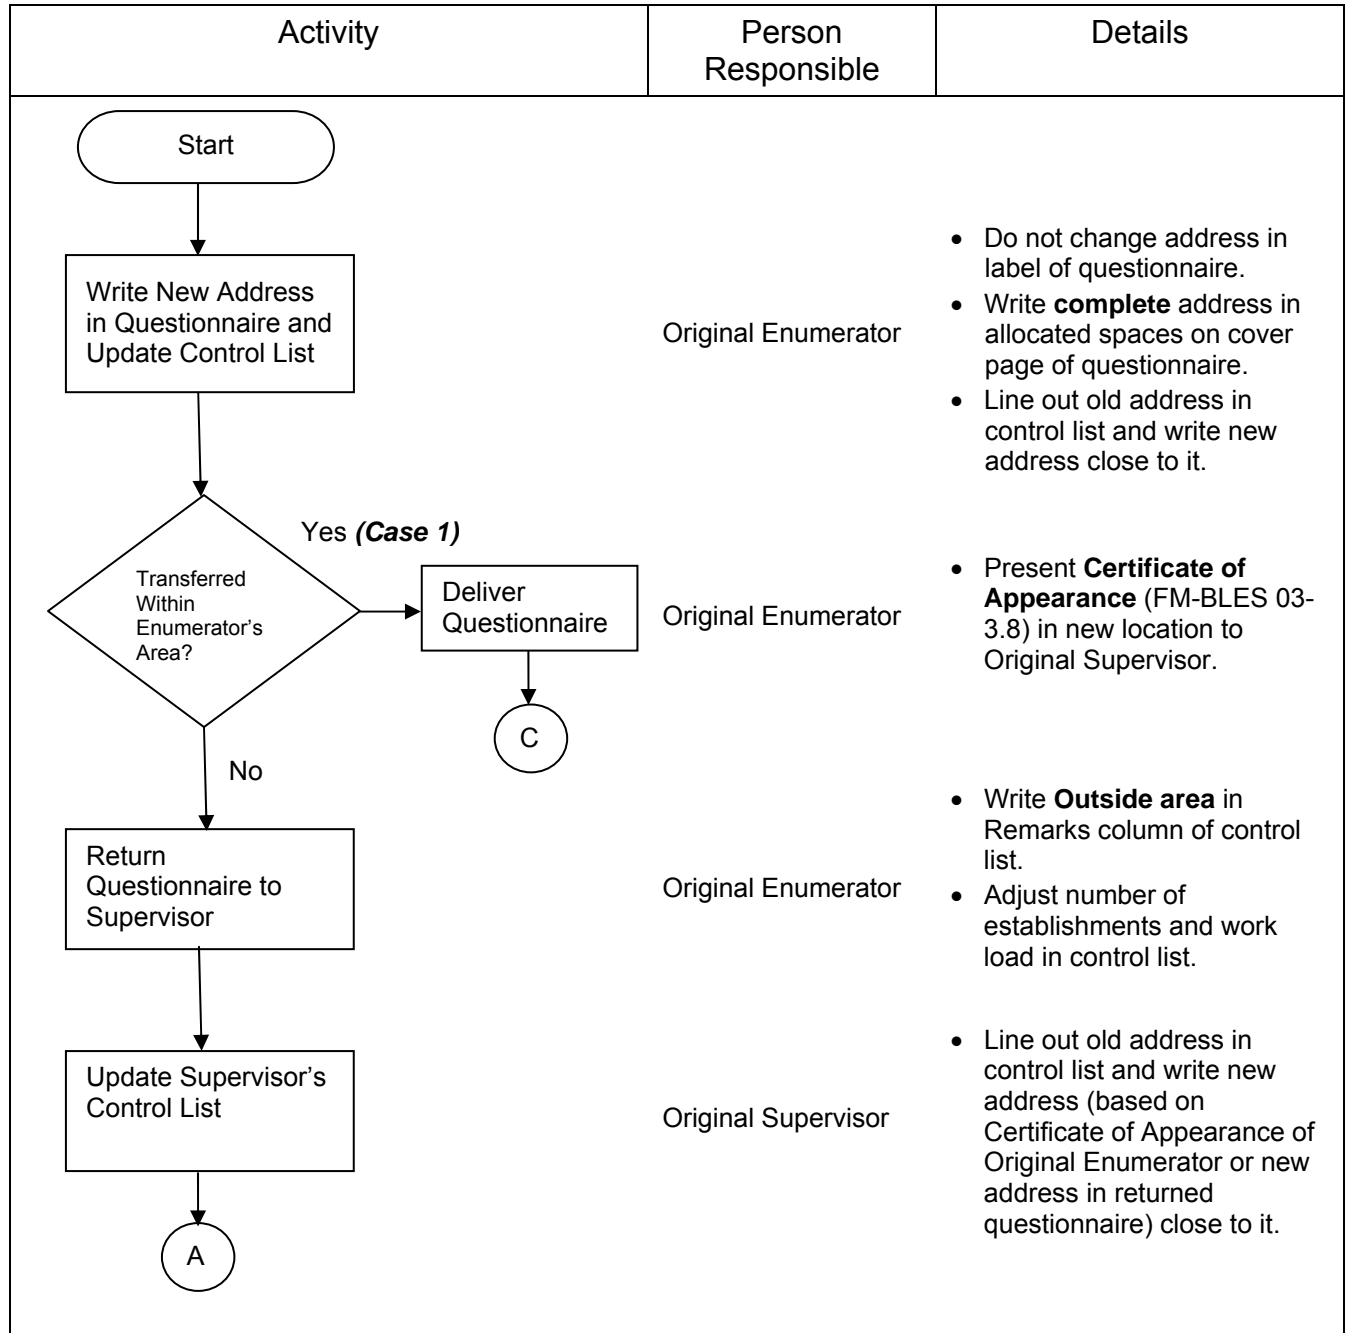 Activity
Person
Responsible
Details
Start
Write New Address
in Questionnaire and
Update Control List
Original Enumerator
• Do not change address in
label of questionnaire.
• Write complete address in
allocated spaces on cover
page of questionnaire.
• Line out old address in
control list and write new
address close to it.
Transferred
Within
Enumerator’s
Area?
Yes (Case 1)
Deliver
Questionnaire
C
Original Enumerator
• Present Certificate of
Appearance (FM-BLES 03-
3.8) in new location to
Original Supervisor.
No
Return
Questionnaire to
Supervisor
Original Enumerator
• Write Outside area in
Remarks column of control
list.
• Adjust number of
establishments and work
load in control list.
Update Supervisor’s
Control List
Original Supervisor
• Line out old address in
control list and write new
address (based on
Certificate of Appearance of
Original Enumerator or new
address in returned
questionnaire) close to it.
A